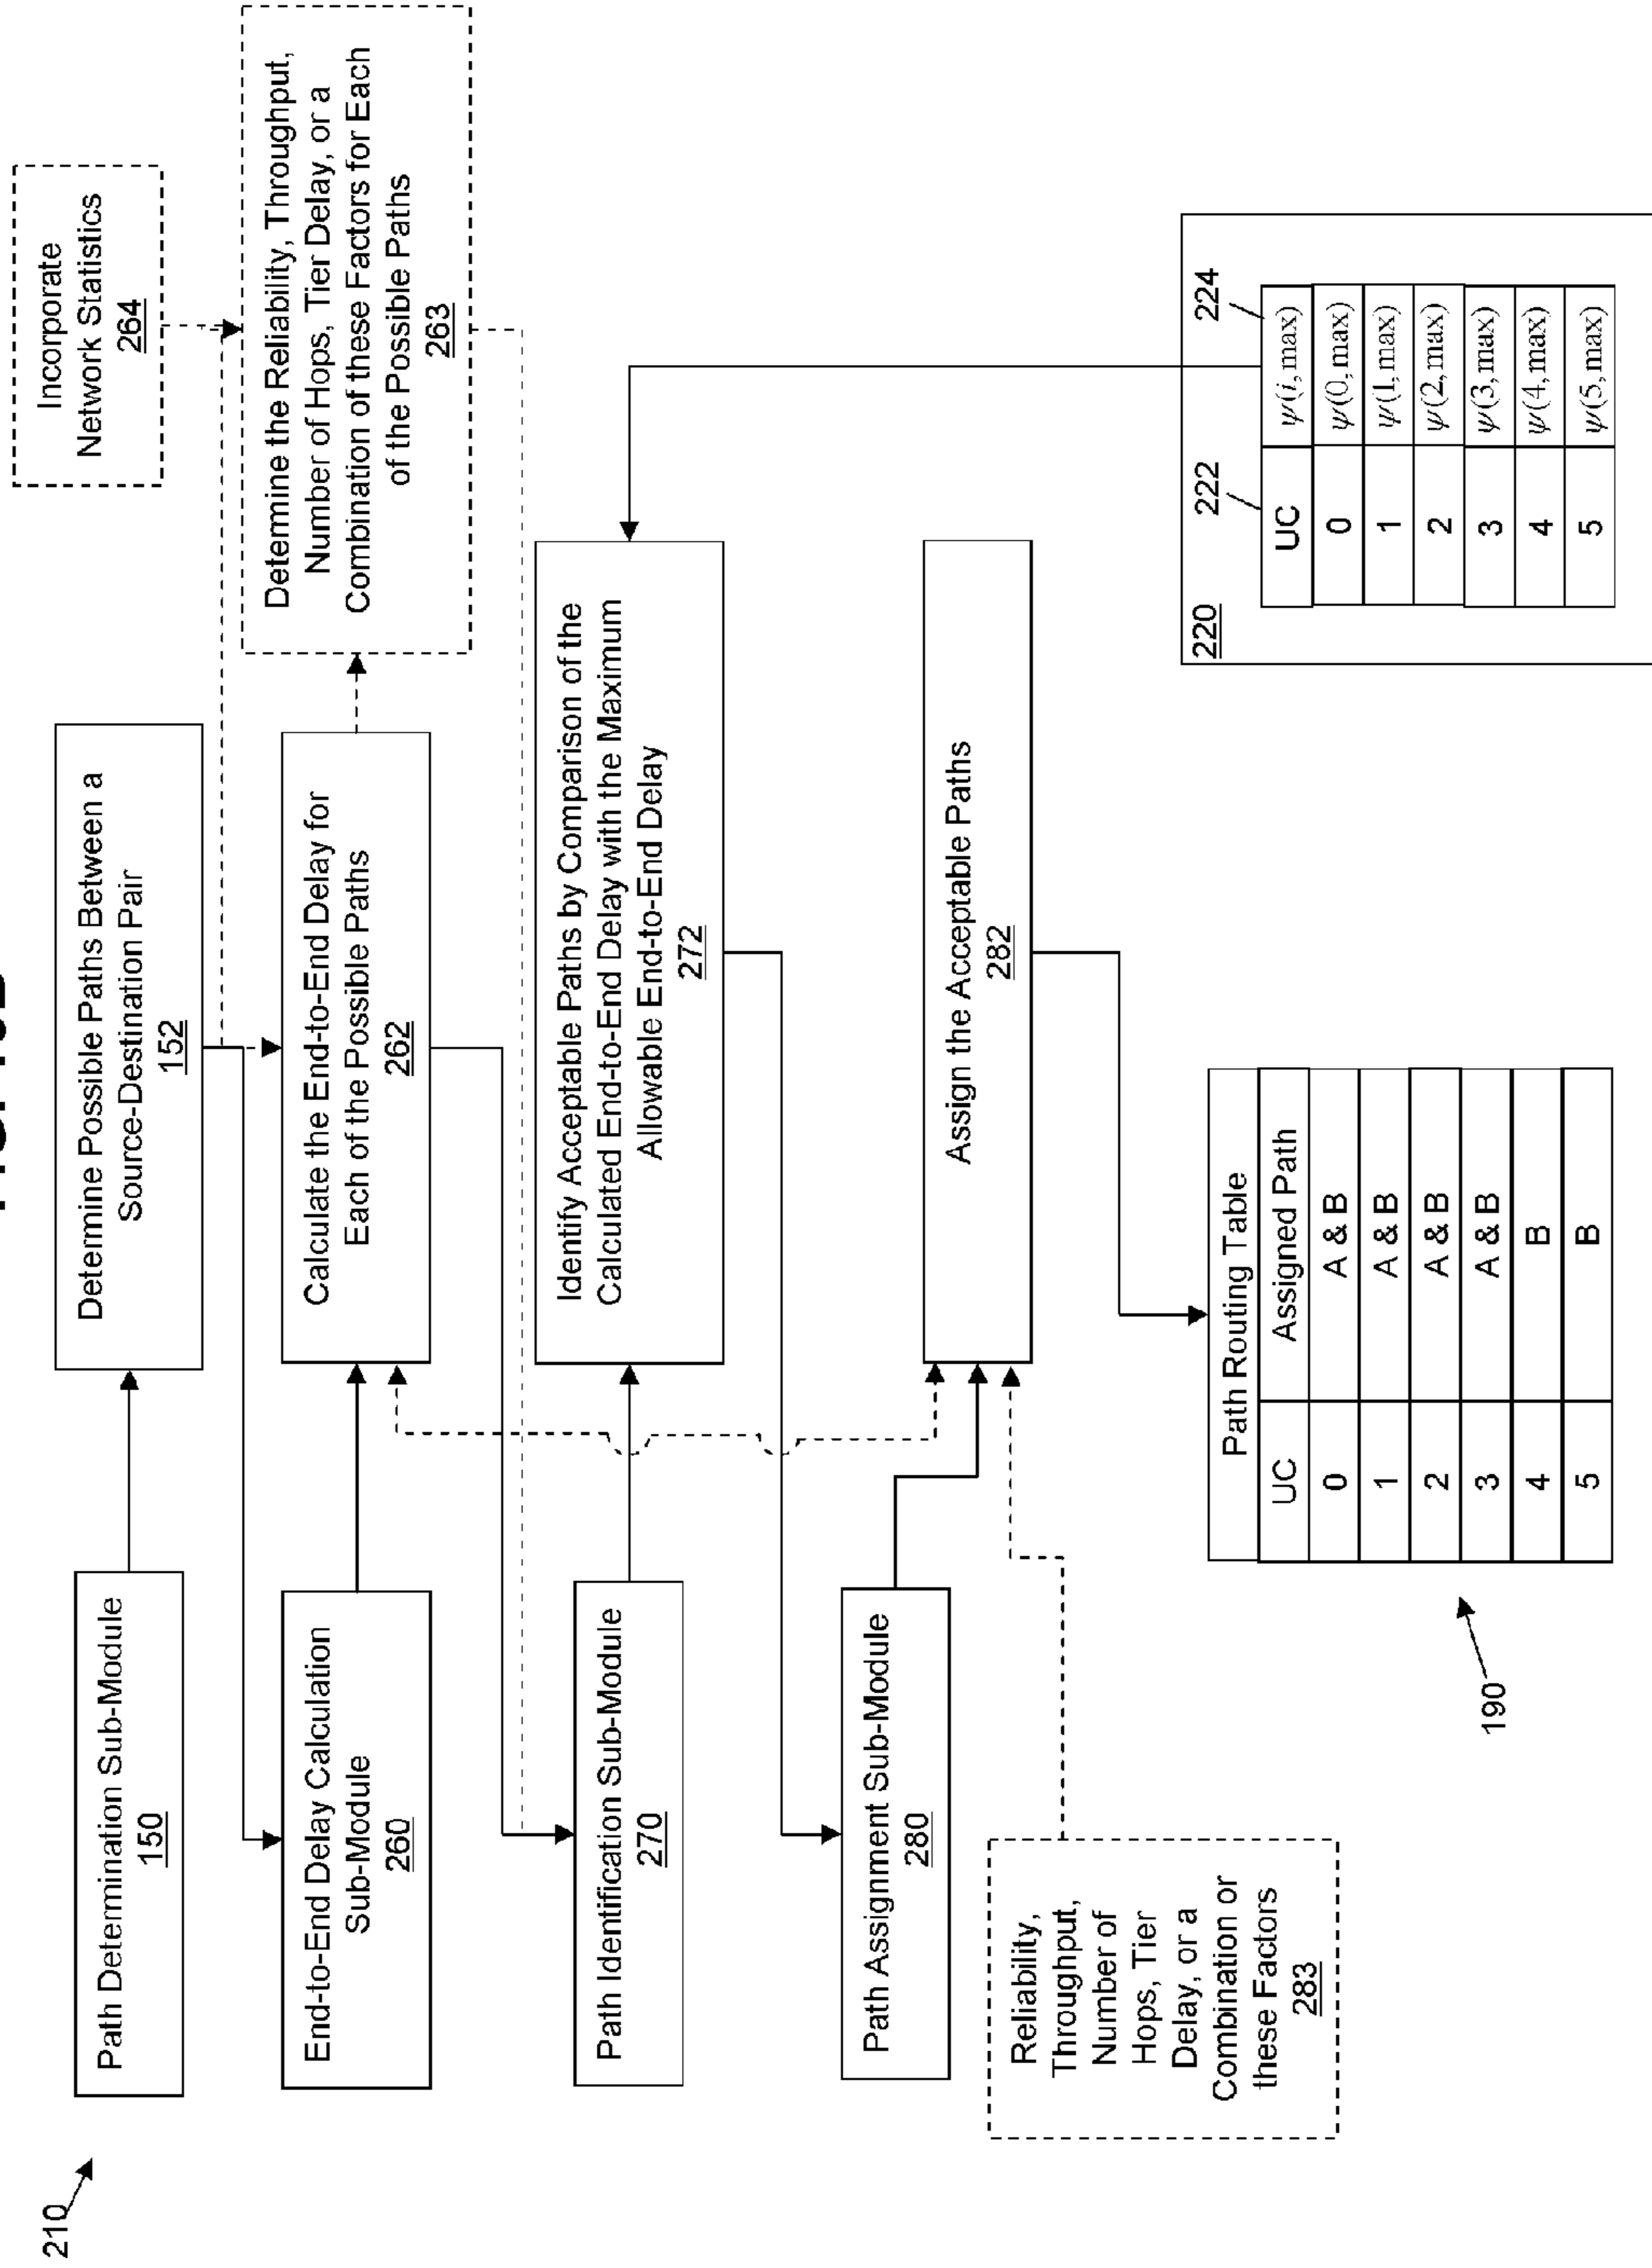 210
Path Determination Sub-Module
150
Determine Possible Paths Between a
Source-Destination Pair
152
Incorporate
Network Statistics
264
End-to-End Delay Calculation
Sub-Module
260
Calculate the End-to-End Delay for
Each of the Possible Paths
262
Determine the Reliability, Throughput,
Number of Hops, Tier Delay, or a
Combination of these Factors for Each
of the Possible Paths
263
Path Identification Sub-Module
270
Identify Acceptable Paths by Comparison of the
Calculated End-to-End Delay with the Maximum
Allowable End-to-End Delay
272
Path Assignment Sub-Module
280
Assign the Acceptable Paths
282
Reliability,
Throughput,
Number of
Hops, Tier
Delay, or a
Combination or
these Factors
283
190
Path Routing Table
UC Assigned Path
0 A & B
1 A & B
2 A & B
3 A & B
4 B
5 B
220
222 224
UC ψ(i, max)
0 ψ(0, max)
1 ψ(1, max)
2 ψ(2, max)
3 ψ(3, max)
4 ψ(4, max)
5 ψ(5, max)